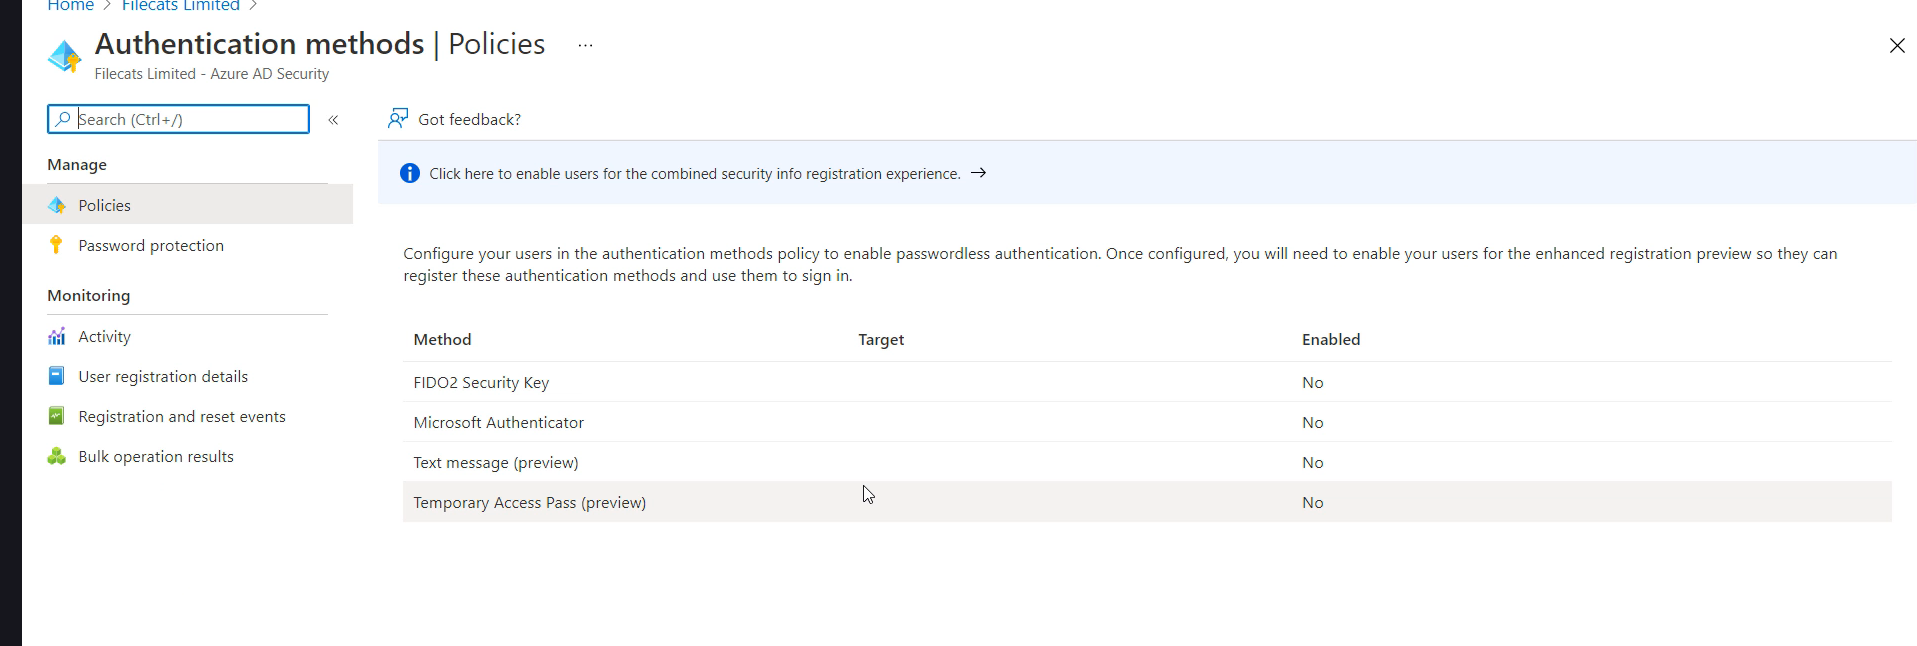 Home > Filecats Limited >
Authentication methods | Policies ...
Filecats Limited - Azure AD Security
Search (Ctrl+/)
«
Got feedback?
Manage
Click here to enable users for the combined security info registration experience. →
Policies
Password protection
Configure your users in the authentication methods policy to enable passwordless authentication. Once configured, you will need to enable your users for the enhanced registration preview so they can
register these authentication methods and use them to sign in.
Monitoring
Activity
User registration details
Registration and reset events
Bulk operation results
Method Target Enabled
FIDO2 Security Key No
Microsoft Authenticator No
Text message (preview) No
Temporary Access Pass (preview) No